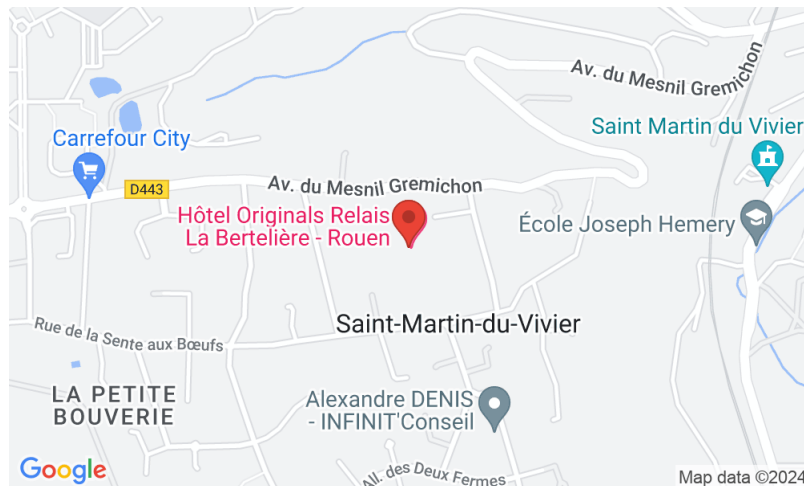 Av. du Mesnil Gremichon
Carrefour City
Saint Martin du Vivier
D443
Av. du Mesnil Gremichon
Hôtel Originals Relais
La Bertelière - Rouen
École Joseph Hemery
Saint-Martin-du-Vivier
Rue de la Sente aux Bœufs
LA PETITE
BOUVERIE
Alexandre DENIS
- INFINIT'Conseil
All. des Deux Fermes
Google
Map data ©2024